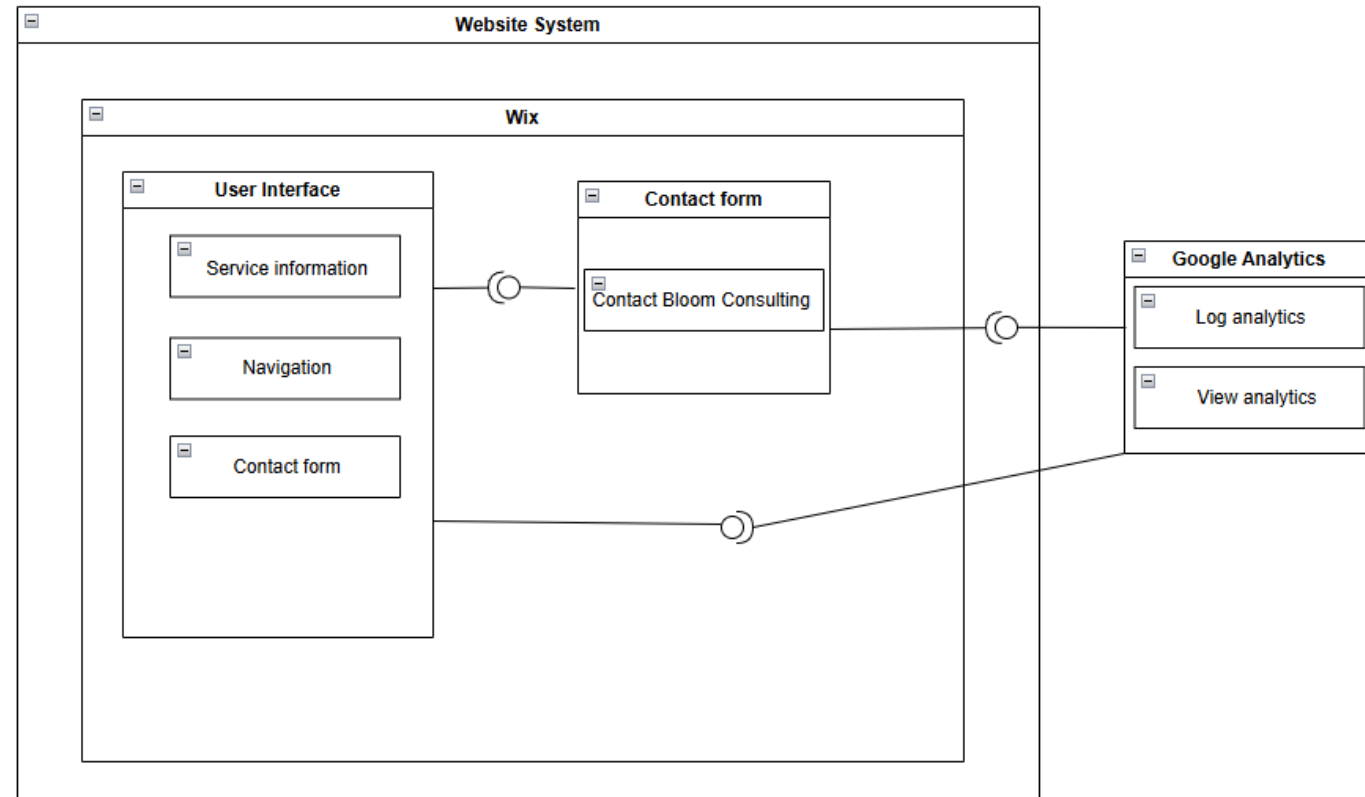 Website System
Wix
User Interface
Service information
Navigation
Contact form
Contact form
Contact Bloom Consulting
Google Analytics
Log analytics
View analytics